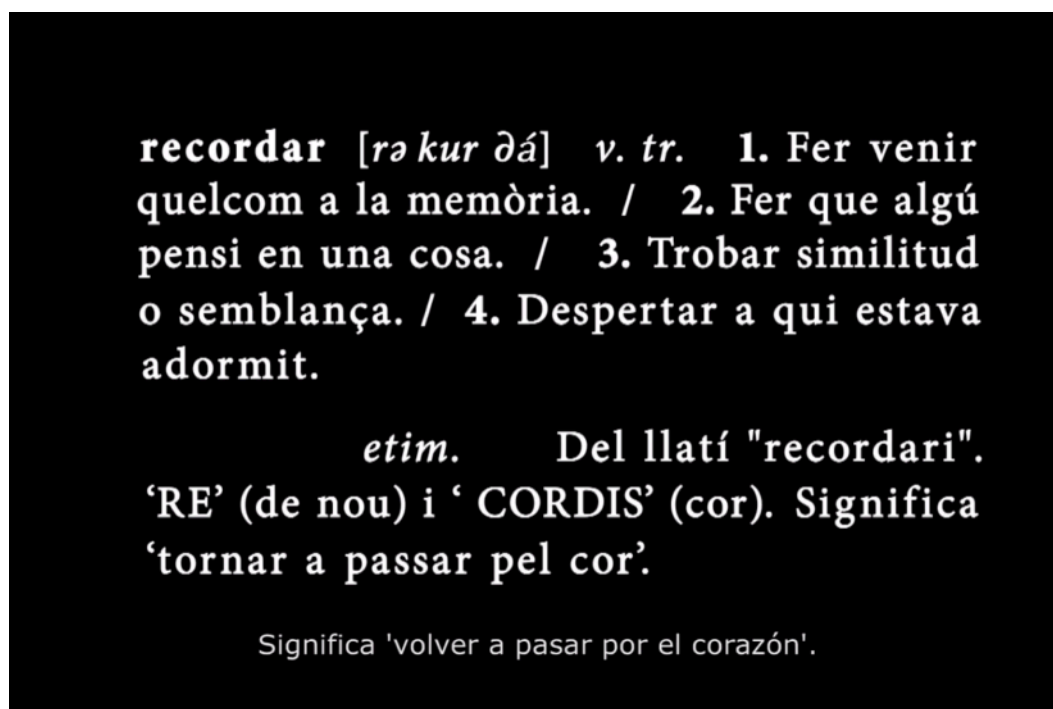 recordar [rə kur ∂á] v. tr. 1. Fer venir
quelcom a la memòria. / 2. Fer que algú
pensi en una cosa. / 3. Trobar similitud
o semblança. / 4. Despertar a qui estava
adormit.
etim. Del llatí "recordari".
‘RE’ (de nou) i ‘ CORDIS’ (cor). Significa
‘tornar a passar pel cor’.
Significa 'volver a pasar por el corazón'.